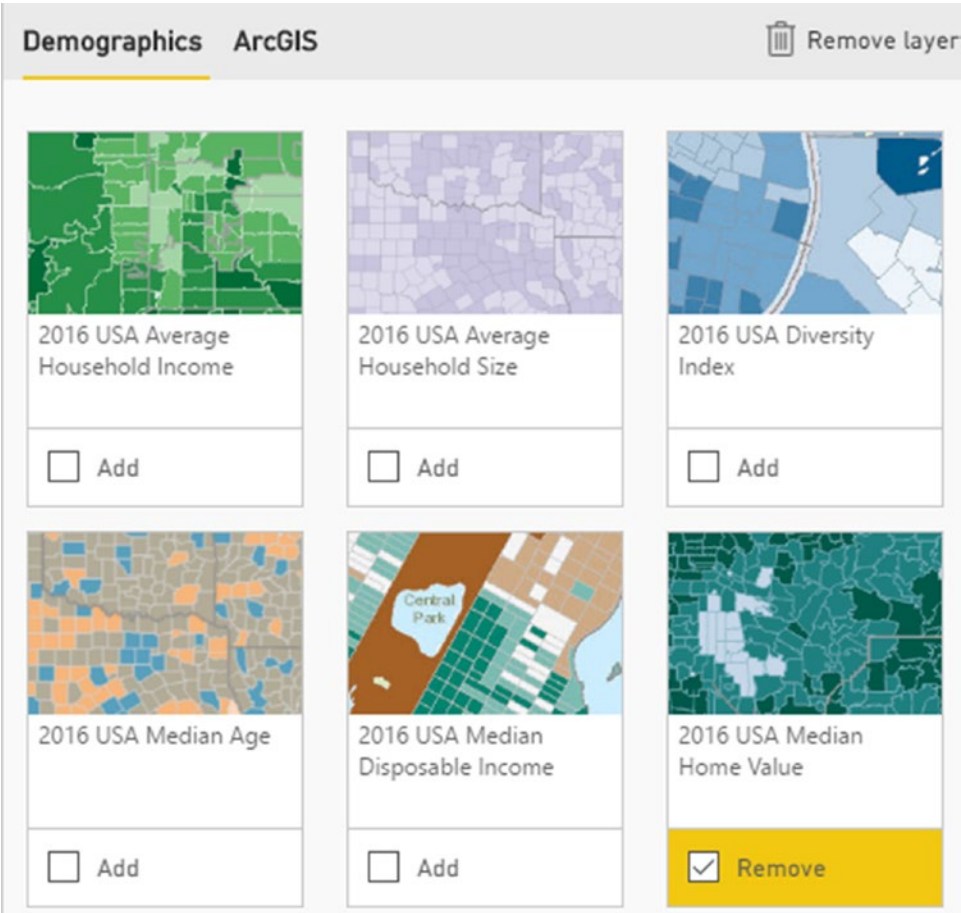 Demographics ArcGIS Remove layer
2016 USA Average
Household Income
2016 USA Average
Household Size
2016 USA Diversity
Index
Add
Add
Add
Central
Park
2016 USA Median Age
2016 USA Median
Disposable Income
2016 USA Median
Home Value
Add
Add
Remove